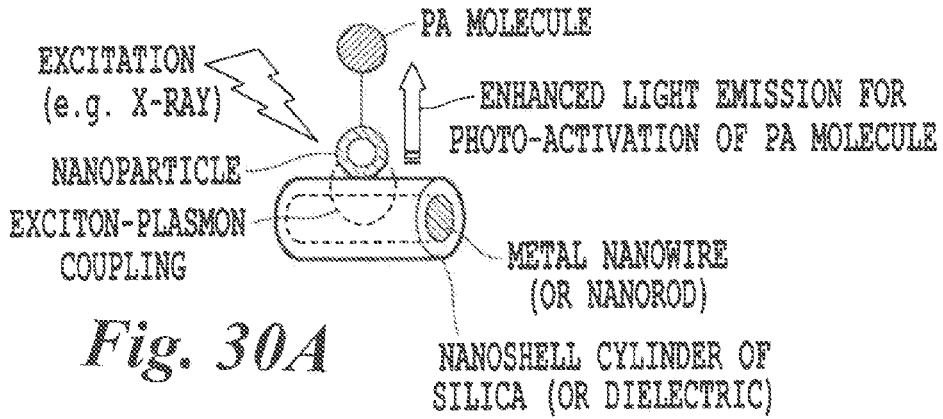 PA MOLECULE
EXCITATION
(e.g. X-RAY)
ENHANCED LIGHT EMISSION FOR
PHOTO-ACTIVATION OF PA MOLECULE
NANOPARTICLE
EXCITON-PLASMON
COUPLING
METAL NANOWIRE
(OR NANOROD)
NANOSHELL CYLINDER OF
SILICA (OR DIELECTRIC)
Fig. 30A